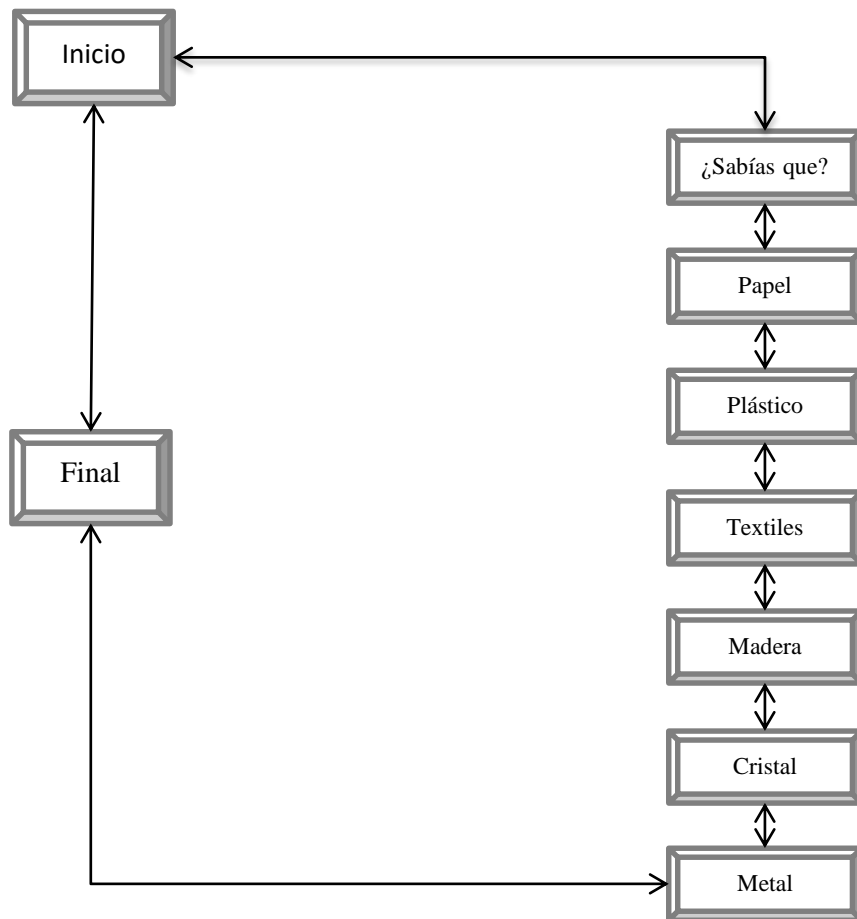 Inicio
¿Sabías que?
Papel
Plástico
Final
Textiles
Madera
Cristal
Metal